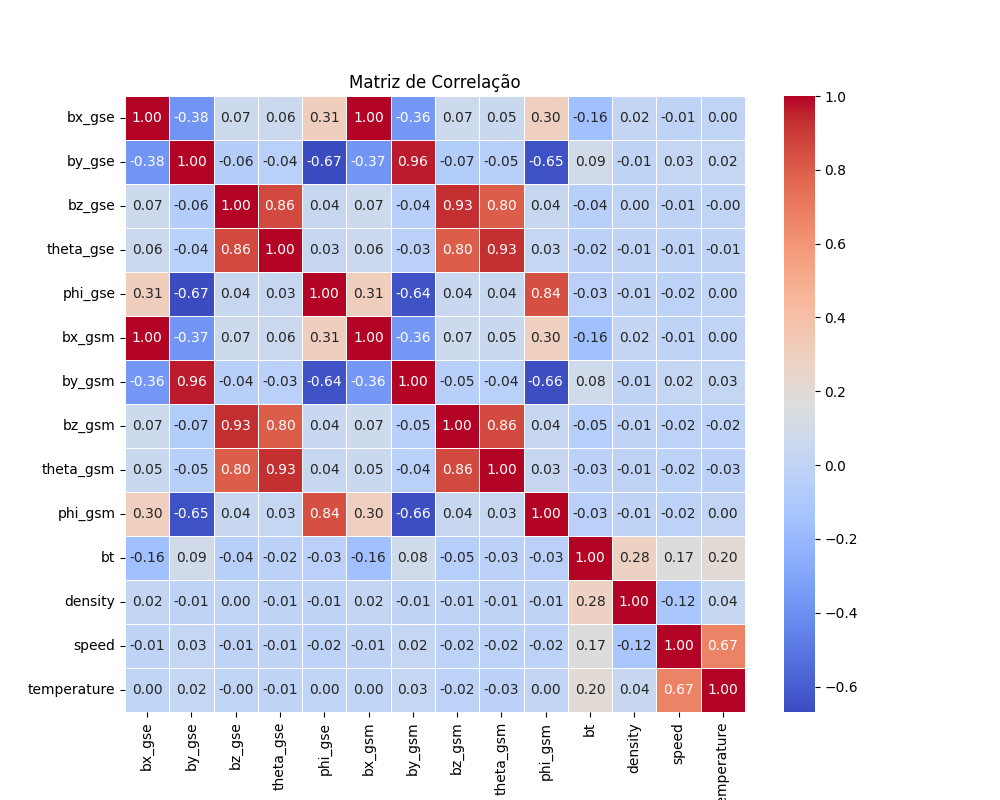 Matriz de Correlação
bx_gse 1.00 -0.38 0.07 0.06 0.31 1.00 -0.36 0.07 0.05 0.30 -0.16 0.02 -0.01 0.00
by_gse -0.38 1.00 -0.06 -0.04 -0.67 -0.37 0.96 -0.07 -0.05 -0.65 0.09 -0.01 0.03 0.02
bz_gse 0.07 -0.06 1.00 0.86 0.04 0.07 -0.04 0.93 0.80 0.04 -0.04 0.00 -0.01 -0.00
theta_gse 0.06 -0.04 0.86 1.00 0.03 0.06 -0.03 0.80 0.93 0.03 -0.02 -0.01 -0.01 -0.01
phi_gse 0.31 -0.67 0.04 0.03 1.00 0.31 -0.64 0.04 0.04 0.84 -0.03 -0.01 -0.02 0.00
bx_gsm 1.00 -0.37 0.07 0.06 0.31 1.00 -0.36 0.07 0.05 0.30 -0.16 0.02 -0.01 0.00
by_gsm -0.36 0.96 -0.04 -0.03 -0.64 -0.36 1.00 -0.05 -0.04 -0.66 0.08 -0.01 0.02 0.03
bz_gsm 0.07 -0.07 0.93 0.80 0.04 0.07 -0.05 1.00 0.86 0.04 -0.05 -0.01 -0.02 -0.02
theta_gsm 0.05 -0.05 0.80 0.93 0.04 0.05 -0.04 0.86 1.00 0.03 -0.03 -0.01 -0.02 -0.03
phi_gsm 0.30 -0.65 0.04 0.03 0.84 0.30 -0.66 0.04 0.03 1.00 -0.03 -0.01 -0.02 0.00
bt -0.16 0.09 -0.04 -0.02 -0.03 -0.16 0.08 -0.05 -0.03 -0.03 1.00 0.28 0.17 0.20
density 0.02 -0.01 0.00 -0.01 -0.01 0.02 -0.01 -0.01 -0.01 -0.01 0.28 1.00 -0.12 0.04
speed -0.01 0.03 -0.01 -0.01 -0.02 -0.01 0.02 -0.02 -0.02 -0.02 0.17 -0.12 1.00 0.67
temperature 0.00 0.02 -0.00 -0.01 0.00 0.00 0.03 -0.02 -0.03 0.00 0.20 0.04 0.67 1.00
bx_gse by_gse bz_gse theta_gse phi_gse bx_gsm by_gsm bz_gsm theta_gsm phi_gsm bt density speed emperature
1.0
0.8
0.6
0.4
0.2
0.0
−0.2
−0.4
−0.6